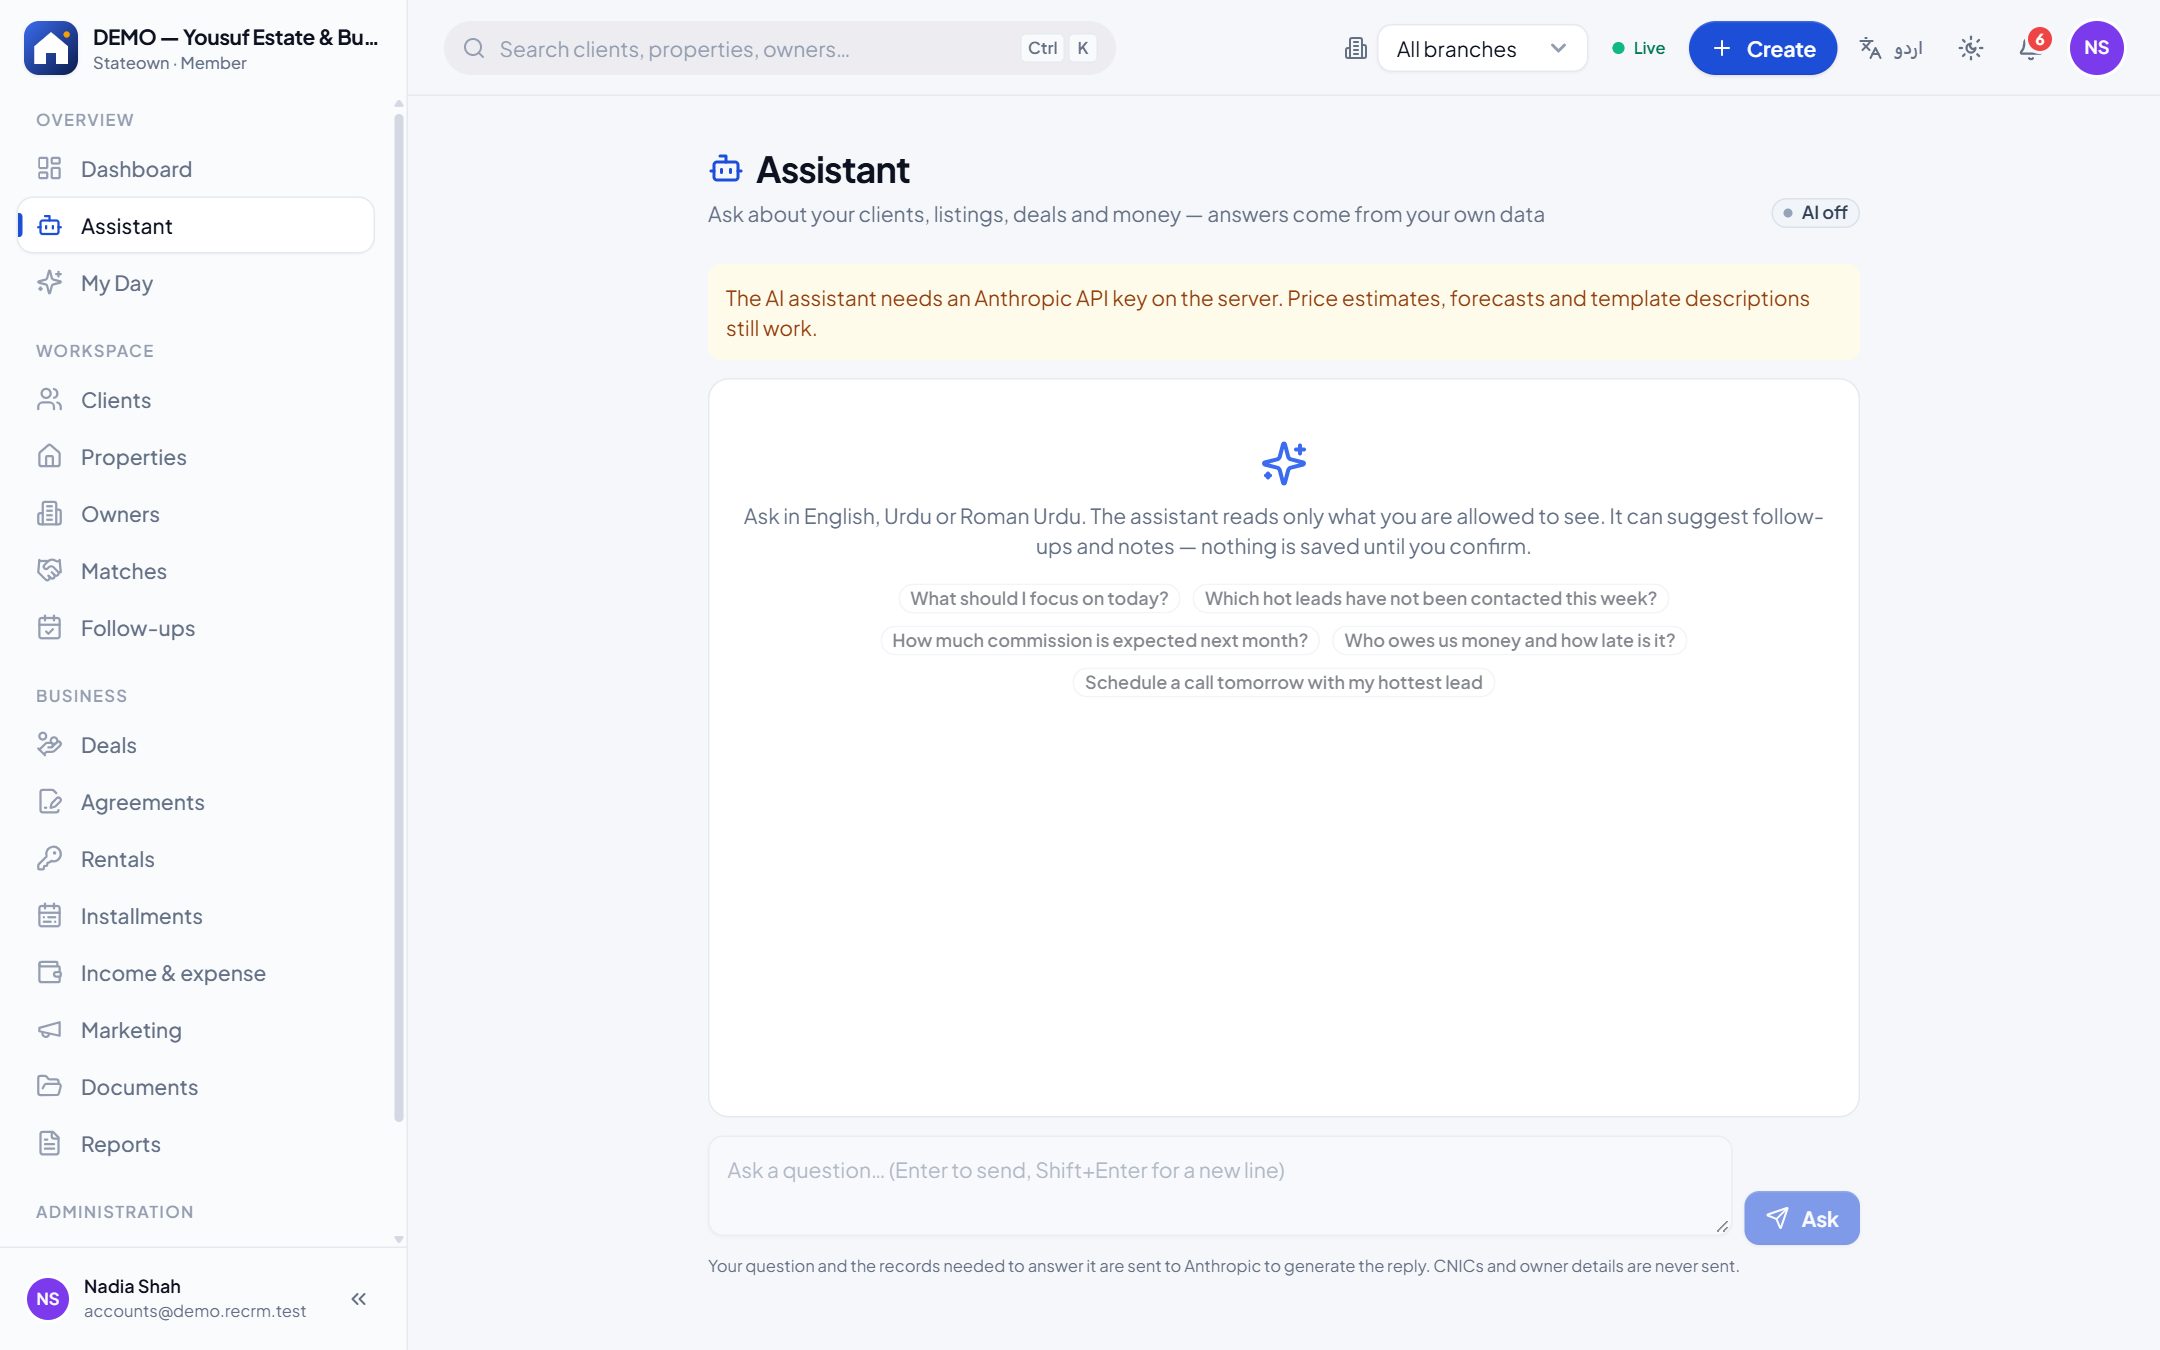 DEMO — Yousuf Estate & Bu...
Stateown · Member
OVERVIEW
Dashboard
Assistant
My Day
WORKSPACE
Clients
Properties
Owners
Matches
Follow-ups
BUSINESS
Deals
Agreements
Rentals
Installments
Income & expense
Marketing
Documents
Reports
ADMINISTRATION
NS
Nadia Shah
accounts@demo.recrm.test
Search clients, properties, owners...
Ctrl K
All branches
Live
+ Create
اردو
6
NS
Assistant
Ask about your clients, listings, deals and money — answers come from your own data
AI off
The AI assistant needs an Anthropic API key on the server. Price estimates, forecasts and template descriptions
still work.
Ask in English, Urdu or Roman Urdu. The assistant reads only what you are allowed to see. It can suggest follow-
ups and notes — nothing is saved until you confirm.
What should I focus on today?
Which hot leads have not been contacted this week?
How much commission is expected next month?
Who owes us money and how late is it?
Schedule a call tomorrow with my hottest lead
Ask a question... (Enter to send, Shift+Enter for a new line)
Ask
Your question and the records needed to answer it are sent to Anthropic to generate the reply. CNICs and owner details are never sent.